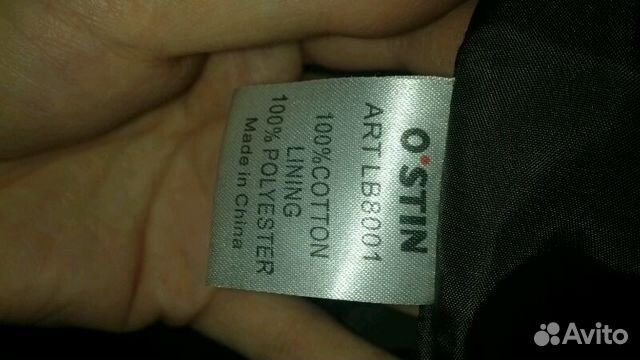 O'STIN
ART LB8001
100%COTTON
LINING
100% POLYESTER
Made in China
Avito